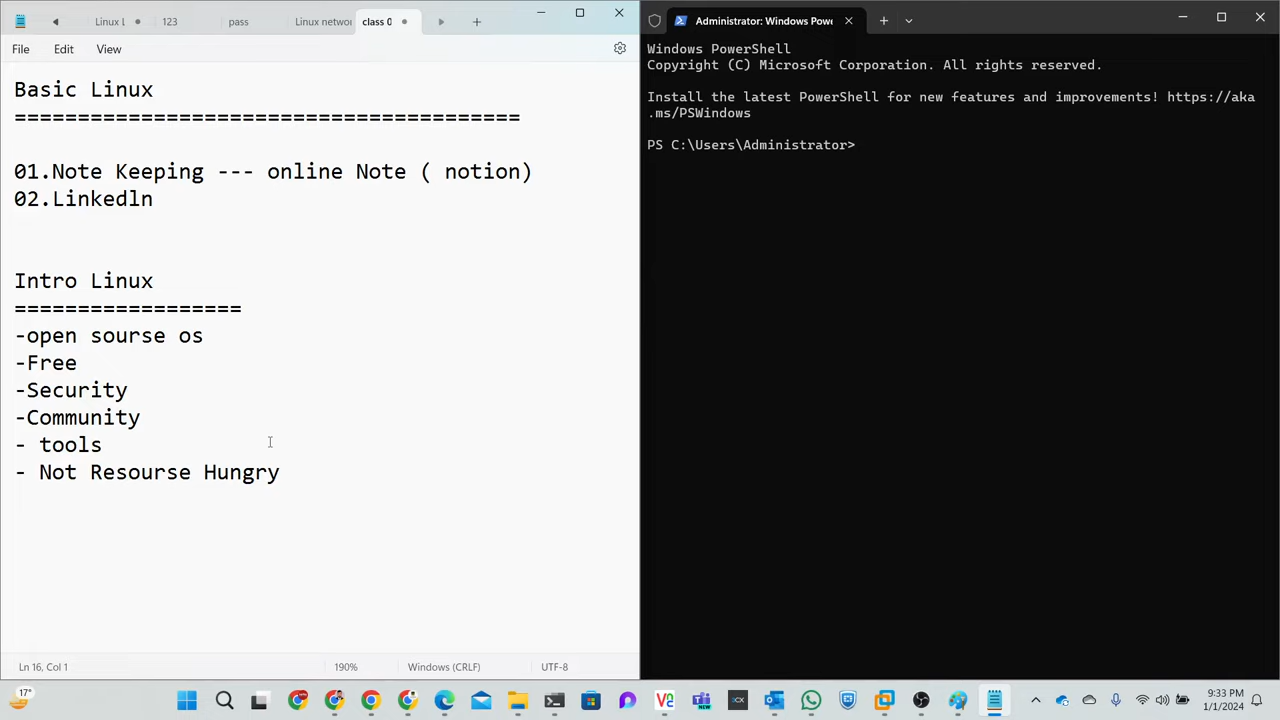 Linux l
123
pass
Linux networ
class 0
File
Edit
View
Basic Linux
========================================
01.Note Keeping --- online Note ( notion)
02.Linkedln
Intro Linux
==================
-open sourse os
-Free
-Security
-Community
- tools
- Not Resourse Hungry
Ln 16, Col 1
190%
Windows (CRLF)
UTF-8
Administrator: Windows Powe
Windows PowerShell
Copyright (C) Microsoft Corporation. All rights reserved.
Install the latest PowerShell for new features and improvements! https://aka
.ms/PSWindows
PS C:\Users\Administrator>
17°
NEW
9:33 PM
1/1/2024